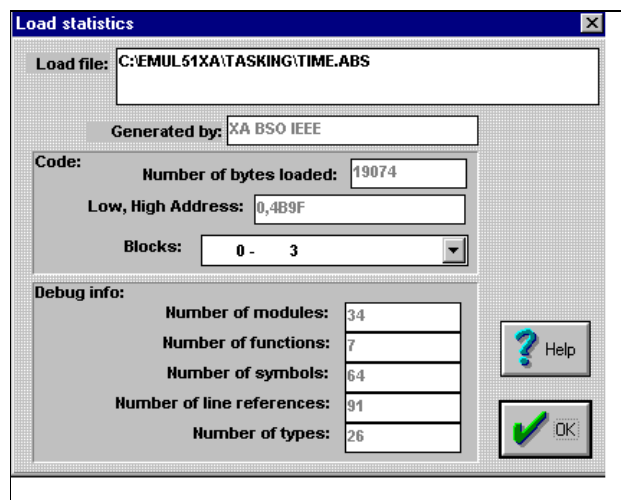 Load statistics
Load file: C:\EMUL51XA\TASKING\TIME.ABS
Generated by: XA BSO IEEE
Code:
Number of bytes loaded: 19074
Low, High Address: 0,4B9F
Blocks: 0 - 3
Debug info:
Number of modules: 34
Number of functions: 7
Number of symbols: 64
Number of line references: 91
Number of types: 26
Help
OK